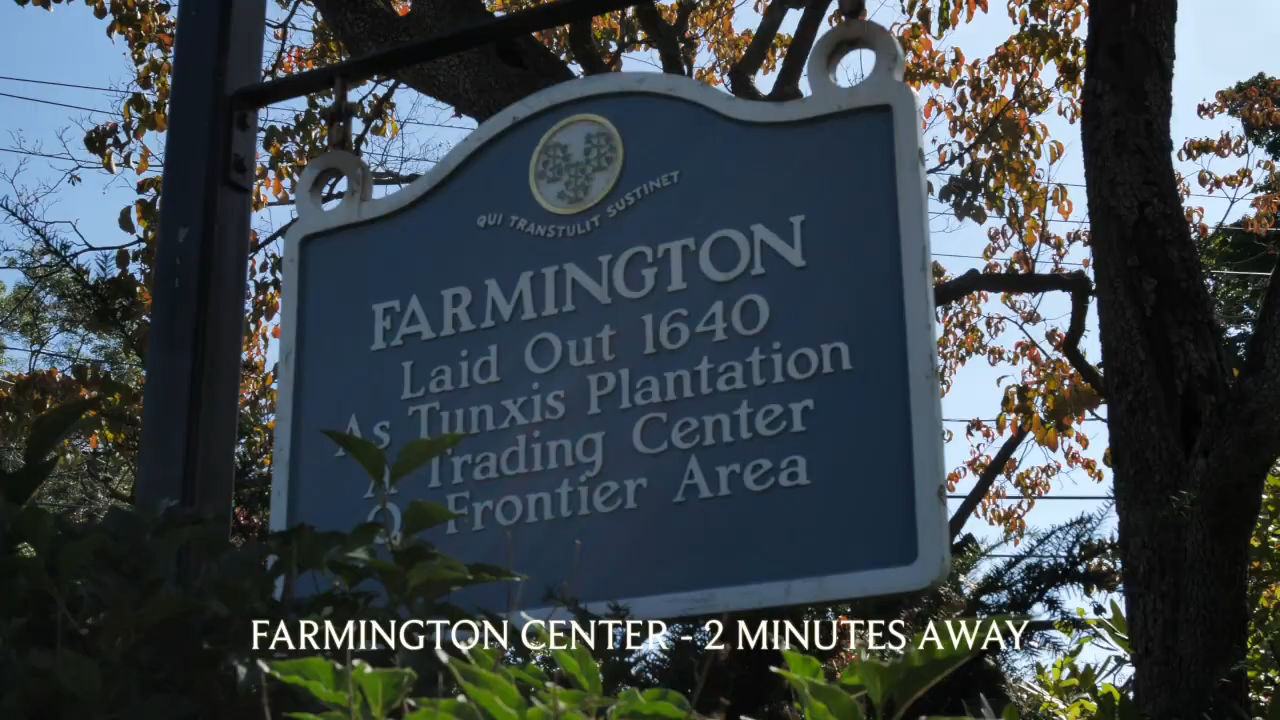 QUI TRANSTULIT SUSTINET
FARMINGTON
Laid Out 1640
As Tunxis Plantation
A Trading Center
O Frontier Area
FARMINGTON CENTER - 2 MINUTES AWAY